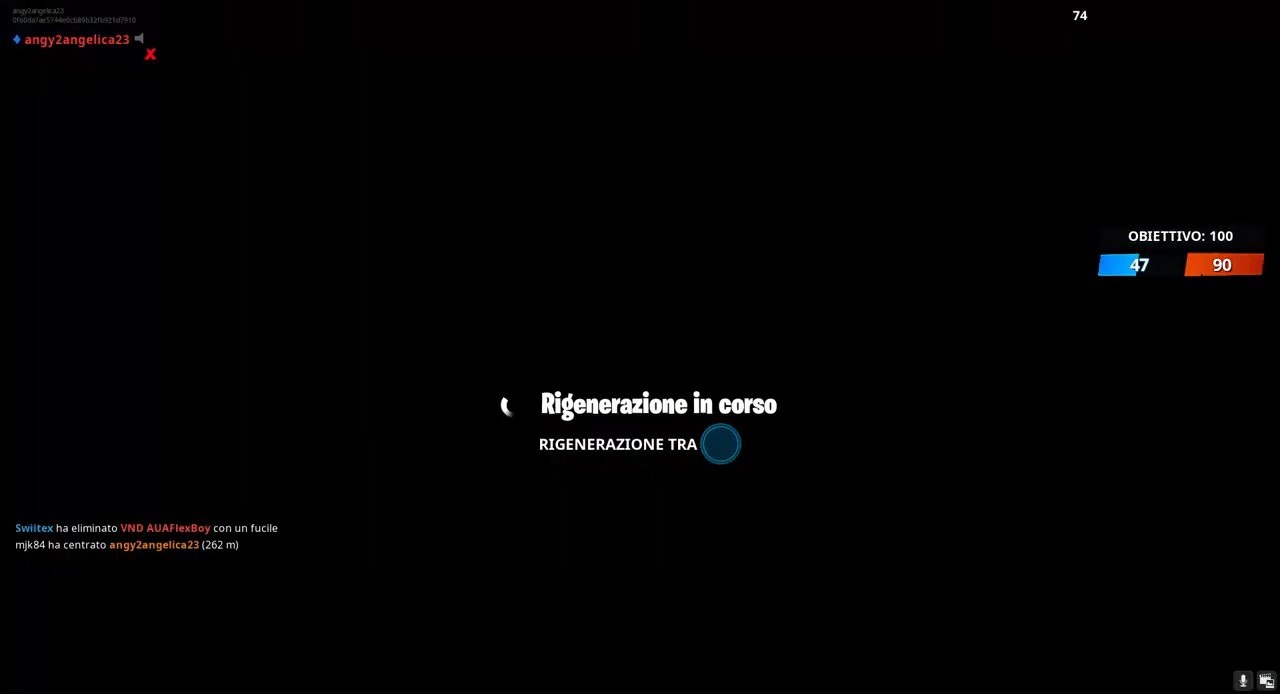 angy2angelica23
74
angy2angelica23
X
OBIETTIVO: 100
47 90
Rigenerazione in corso
RIGENERAZIONE TRA
Swiitex ha eliminato VND AUAFlexBoy con un fucile
mjk84 ha centrato angy2angelica23 (262 m)